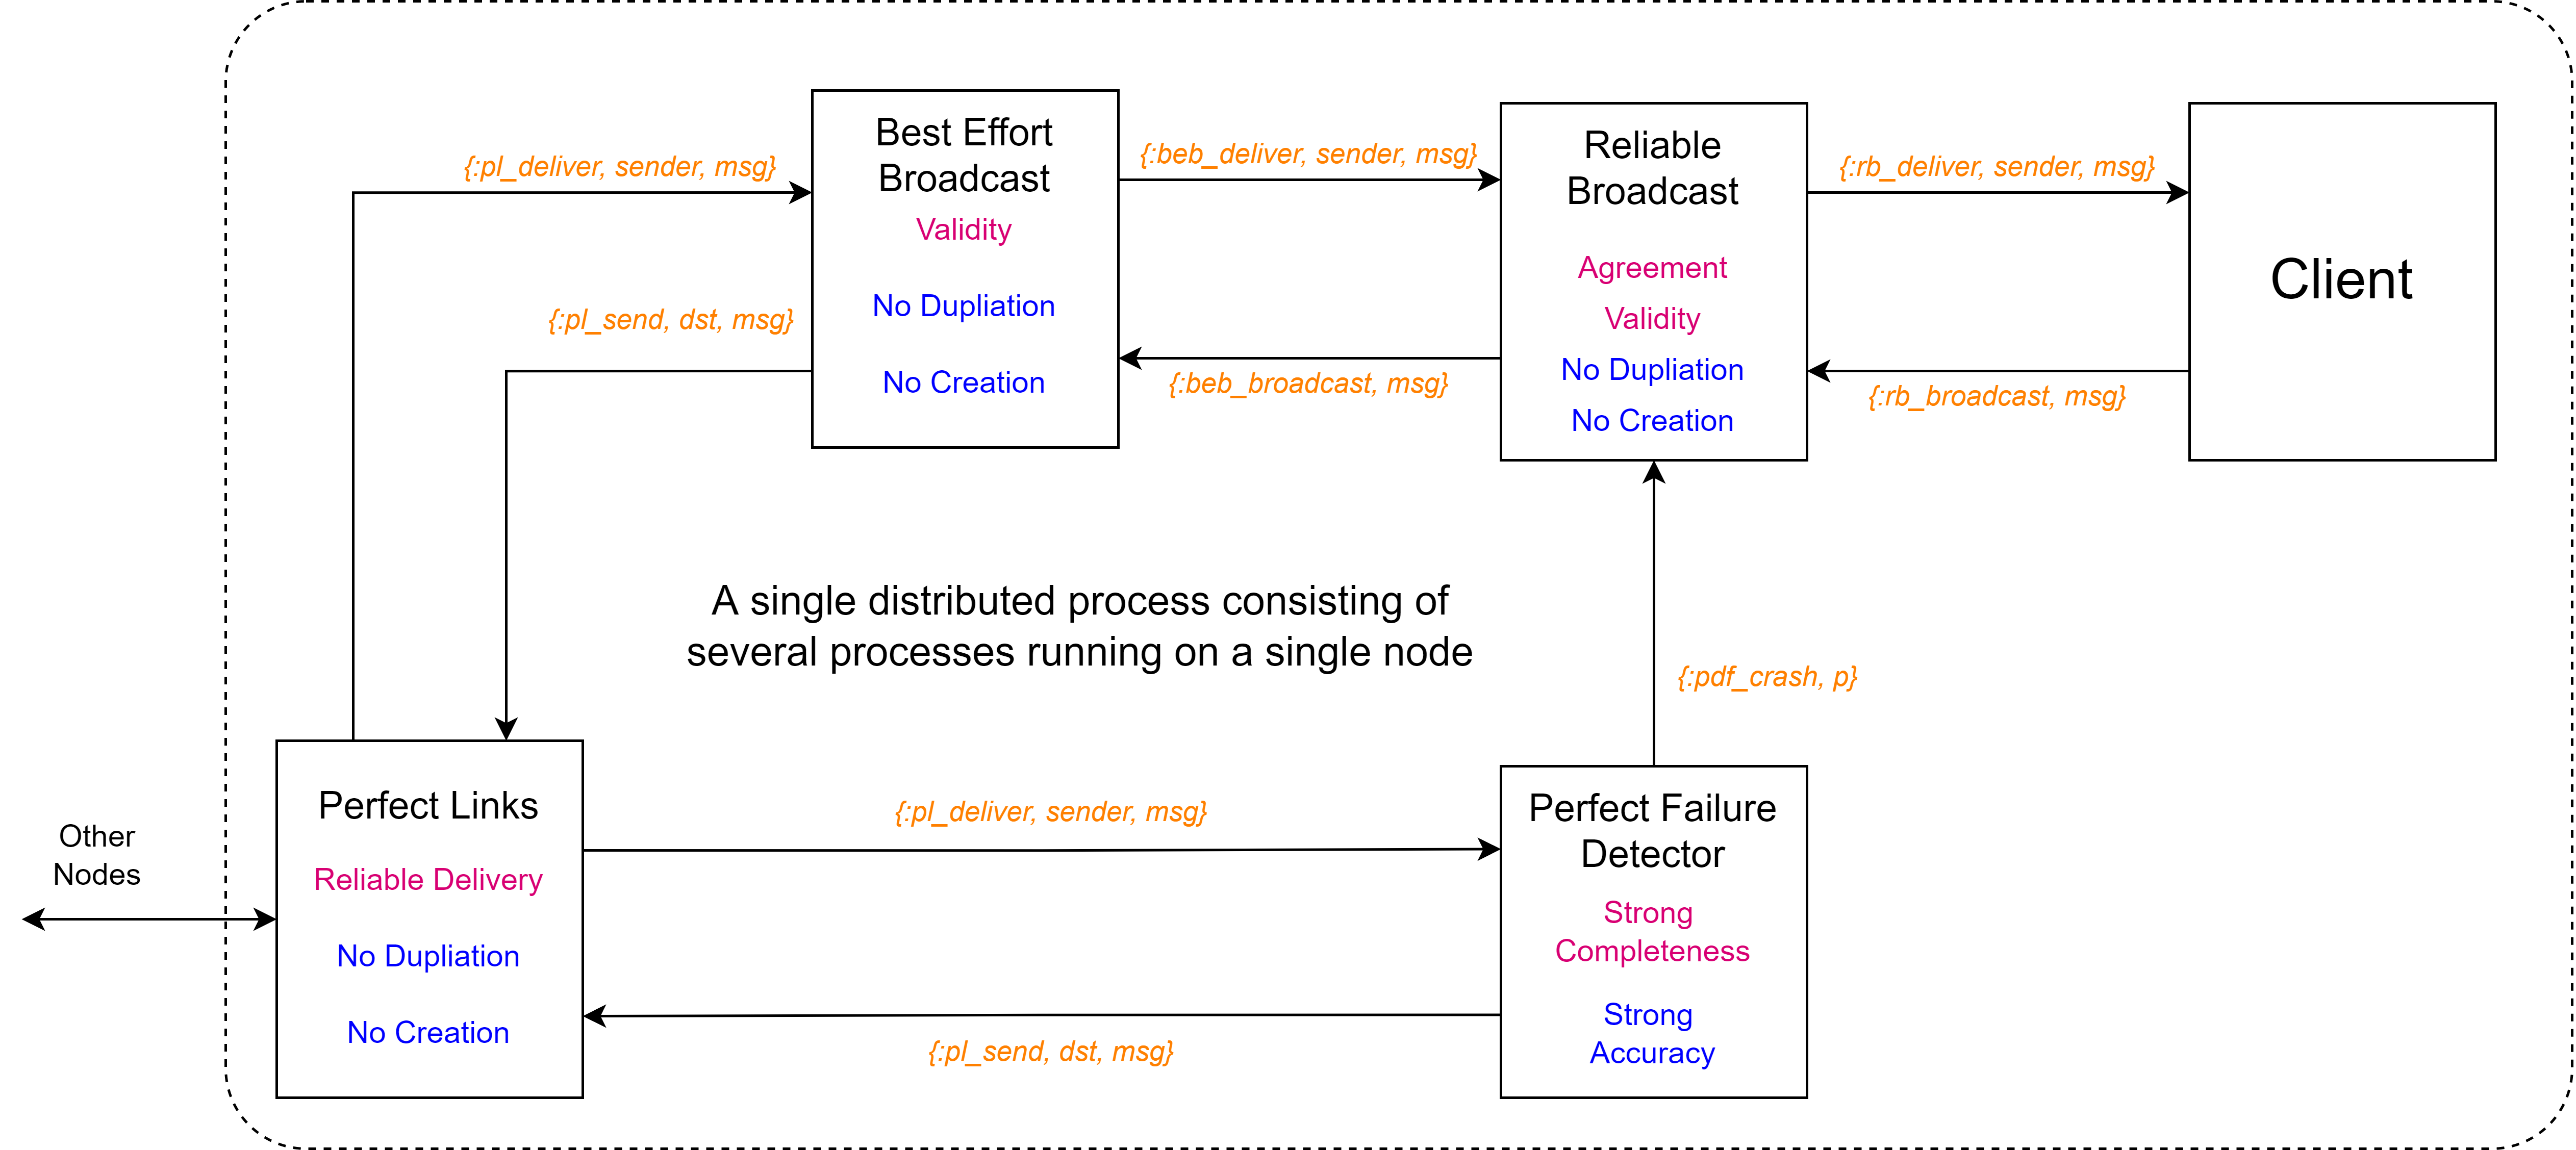 Best Effort
Broadcast
Validity
No Dupliation
No Creation
{:pl_deliver, sender, msg}
{:pl_send, dst, msg}
{:beb_deliver, sender, msg}
{:beb_broadcast, msg}
Reliable
Broadcast
Agreement
Validity
No Dupliation
No Creation
{:rb_deliver, sender, msg}
{:rb_broadcast, msg}
Client
A single distributed process consisting of
several processes running on a single node
{:pdf_crash, p}
Other
Nodes
Perfect Links
Reliable Delivery
No Dupliation
No Creation
{:pl_deliver, sender, msg}
{:pl_send, dst, msg}
Perfect Failure
Detector
Strong
Completeness
Strong
Accuracy